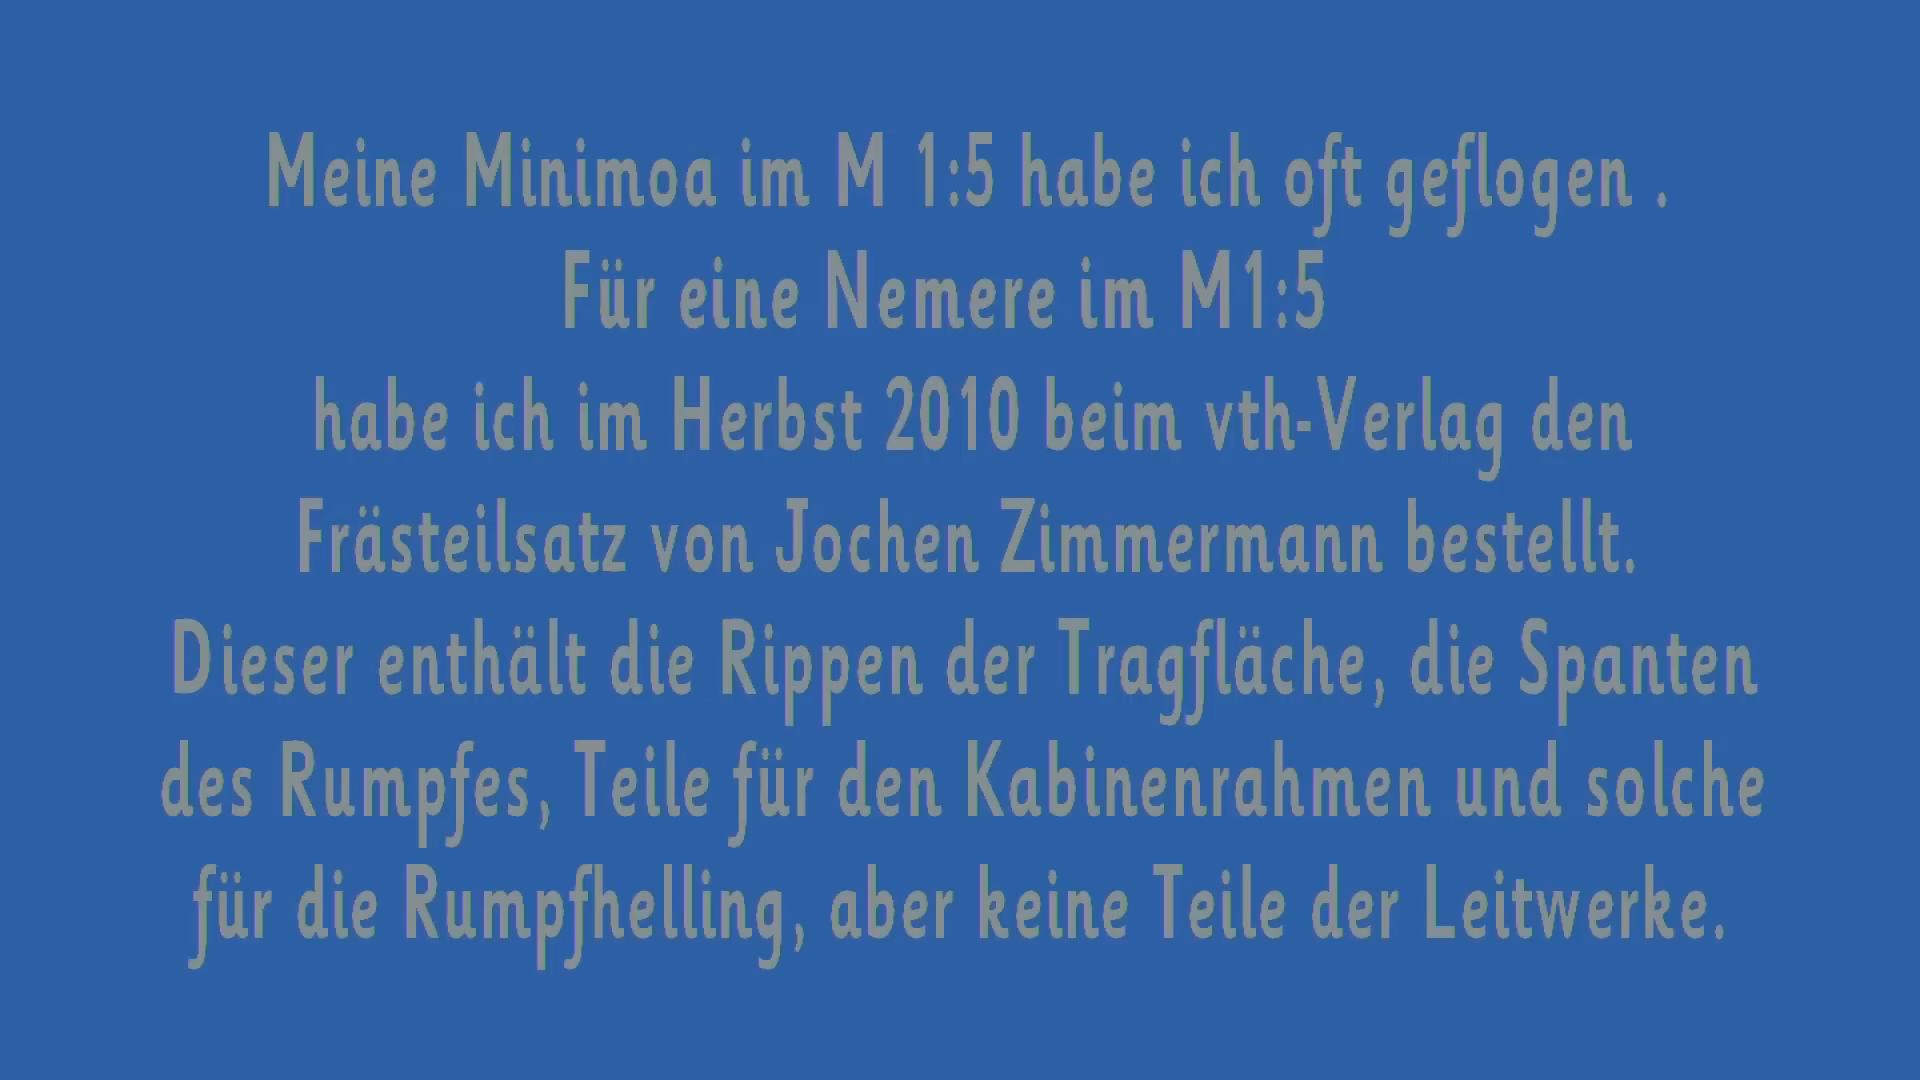 Meine Minimoa im M 1:5 habe ich oft geflogen .
Für eine Nemere im M1:5
habe ich im Herbst 2010 beim vth-Verlag den
Frästeilsatz von Jochen Zimmermann bestellt.
Dieser enthält die Rippen der Tragfläche, die Spanten
des Rumpfes, Teile für den Kabinenrahmen und solche
für die Rumpfhelling, aber keine Teile der Leitwerke.